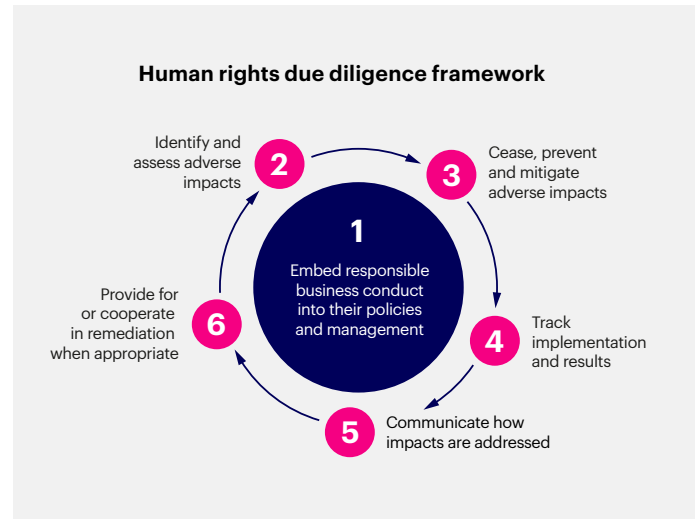 Human rights due diligence framework
1
Embed responsible
business conduct
into their policies
and management
2
Identify and
assess adverse
impacts
3
Cease, prevent
and mitigate
adverse impacts
4
Track
implementation
and results
5
Communicate how
impacts are addressed
6
Provide for
or cooperate
in remediation
when appropriate